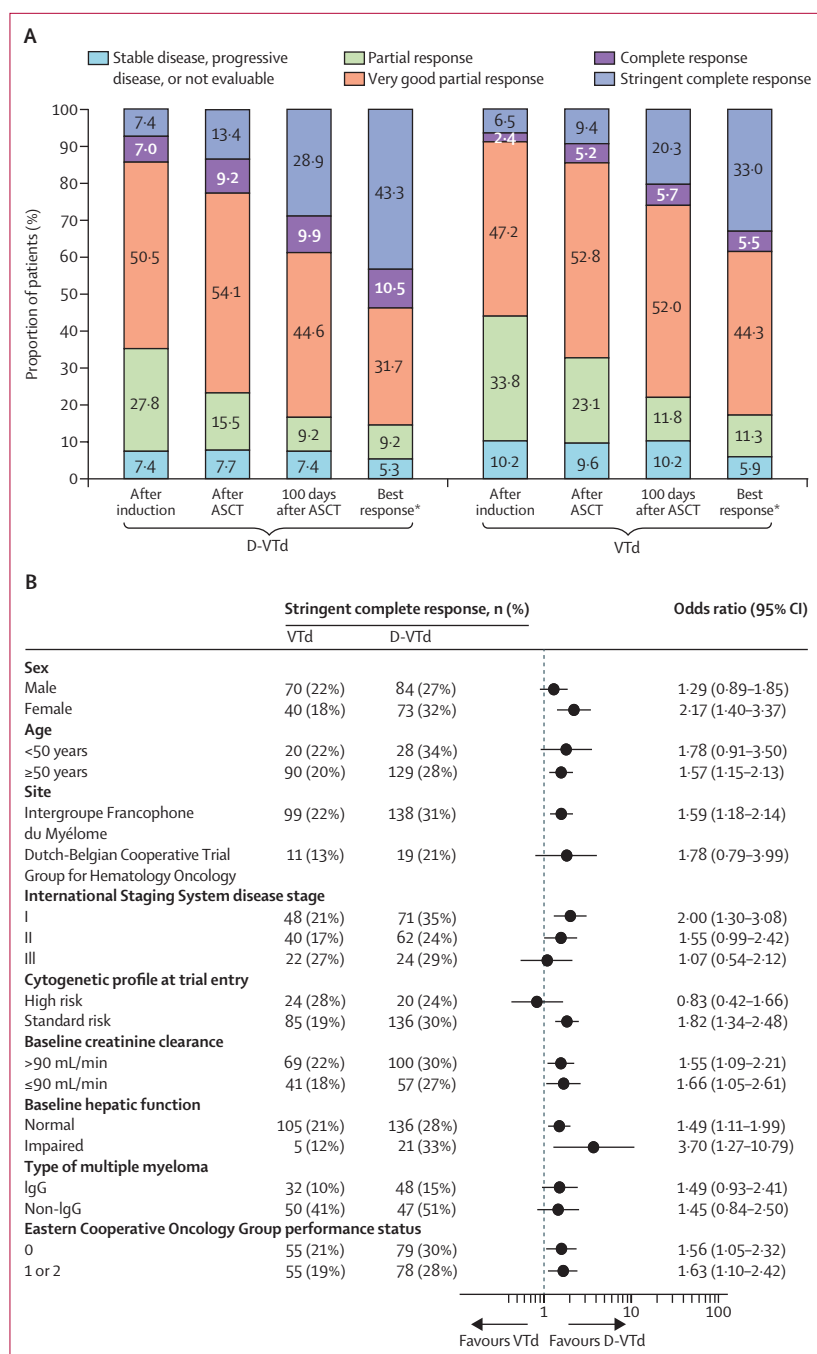 A
Stable disease, progressive disease, or not evaluable
Partial response
Very good partial response
Complete response
Stringent complete response
Proportion of patients (%)
100
90
80
70
60
50
40
30
20
10
0
7·4
7·0
50·5
27·8
7·4
13·4
9·2
54·1
15·5
7·7
28·9
9·9
44·6
9·2
7·4
43·3
10·5
31·7
9·2
5·3
6·5
2·4
47·2
33·8
10·2
9·4
5·2
52·8
23·1
9·6
20·3
5·7
52·0
11·8
10·2
33·0
5·5
44·3
11·3
5·9
After induction
After ASCT
100 days after ASCT
Best response*
After induction
After ASCT
100 days after ASCT
Best response*
D-VTd
VTd
B
Stringent complete response, n (%) Odds ratio (95% CI)
VTd D-VTd
Sex
Male 70 (22%) 84 (27%) 1·29 (0·89–1·85)
Female 40 (18%) 73 (32%) 2·17 (1·40–3·37)
Age
<50 years 20 (22%) 28 (34%) 1·78 (0·91–3·50)
≥50 years 90 (20%) 129 (28%) 1·57 (1·15–2·13)
Site
Intergroupe Francophone 99 (22%) 138 (31%) 1·59 (1·18–2·14)
du Myélome
Dutch-Belgian Cooperative Trial 11 (13%) 19 (21%) 1·78 (0·79–3·99)
Group for Hematology Oncology
International Staging System disease stage
I 48 (21%) 71 (35%) 2·00 (1·30–3·08)
II 40 (17%) 62 (24%) 1·55 (0·99–2·42)
III 22 (27%) 24 (29%) 1·07 (0·54–2·12)
Cytogenetic profile at trial entry
High risk 24 (28%) 20 (24%) 0·83 (0·42–1·66)
Standard risk 85 (19%) 136 (30%) 1·82 (1·34–2·48)
Baseline creatinine clearance
>90 mL/min 69 (22%) 100 (30%) 1·55 (1·09–2·21)
≤90 mL/min 41 (18%) 57 (27%) 1·66 (1·05–2·61)
Baseline hepatic function
Normal 105 (21%) 136 (28%) 1·49 (1·11–1·99)
Impaired 5 (12%) 21 (33%) 3·70 (1·27–10·79)
Type of multiple myeloma
IgG 32 (10%) 48 (15%) 1·49 (0·93–2·41)
Non-IgG 50 (41%) 47 (51%) 1·45 (0·84–2·50)
Eastern Cooperative Oncology Group performance status
0 55 (21%) 79 (30%) 1·56 (1·05–2·32)
1 or 2 55 (19%) 78 (28%) 1·63 (1·10–2·42)
1 10 100
Favours VTd Favours D-VTd